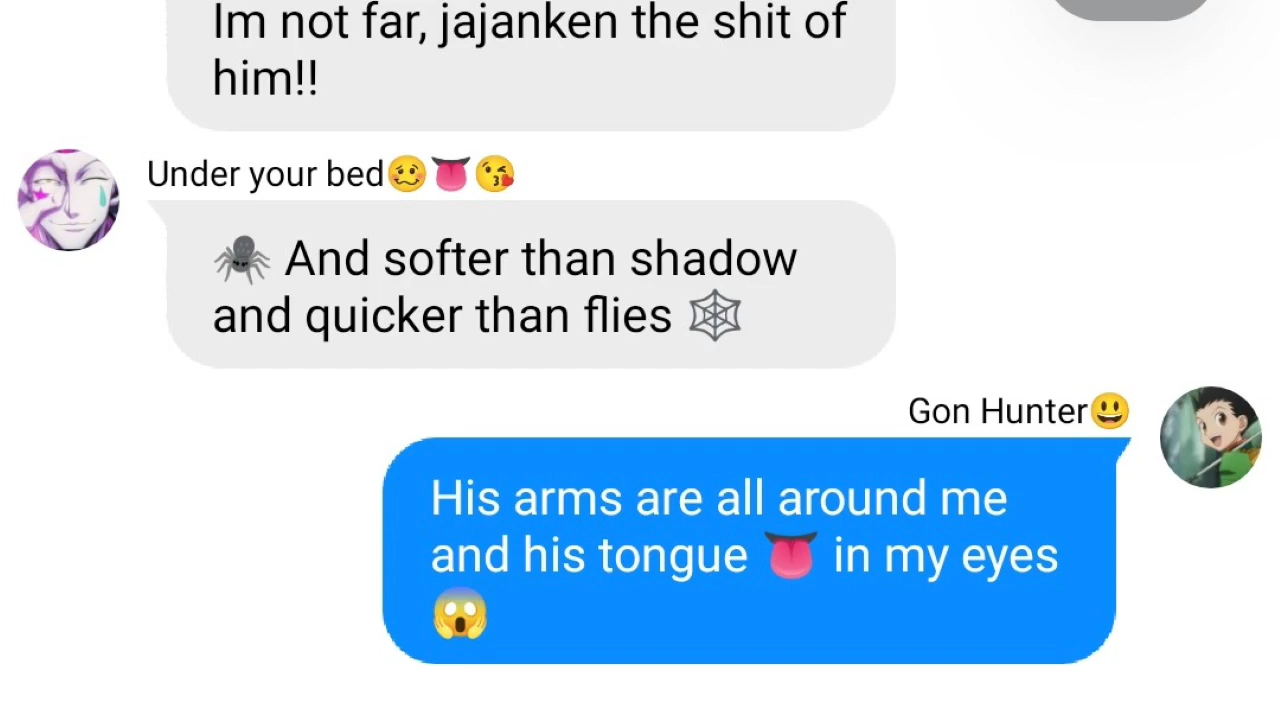 Im not far, jajanken the shit of
him!!
Under your bed🥴👅😘
🕷️ And softer than shadow
and quicker than flies 🕸️
Gon Hunter😃
His arms are all around me
and his tongue 👅 in my eyes
😱